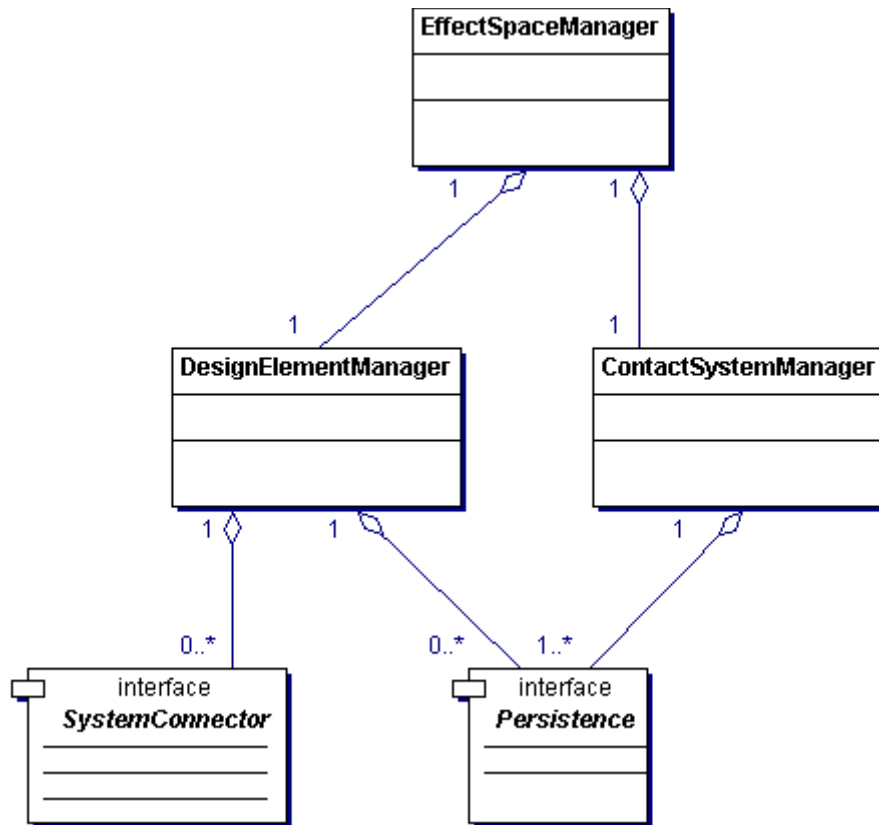 EffectSpaceManager
1 1
1 1
DesignElementManager
ContactSystemManager
1 1 1
0..* 0..* 1..*
interface
SystemConnector
interface
Persistence